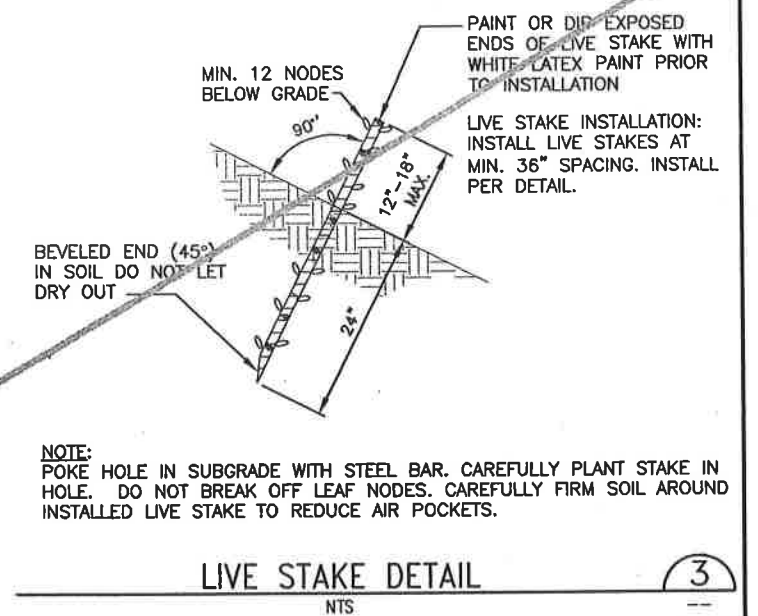 PAINT OR DIP EXPOSED
ENDS OF LIVE STAKE WITH
WHITE LATEX PAINT PRIOR
TO INSTALLATION
MIN. 12 NODES
BELOW GRADE
90°
LIVE STAKE INSTALLATION:
INSTALL LIVE STAKES AT
MIN. 36" SPACING. INSTALL
PER DETAIL.
12"-18"
MAX.
BEVELED END (45°)
IN SOIL DO NOT LET
DRY OUT
24"
NOTE:
POKE HOLE IN SUBGRADE WITH STEEL BAR. CAREFULLY PLANT STAKE IN
HOLE. DO NOT BREAK OFF LEAF NODES. CAREFULLY FIRM SOIL AROUND
INSTALLED LIVE STAKE TO REDUCE AIR POCKETS.
LIVE STAKE DETAIL
3
NTS
--